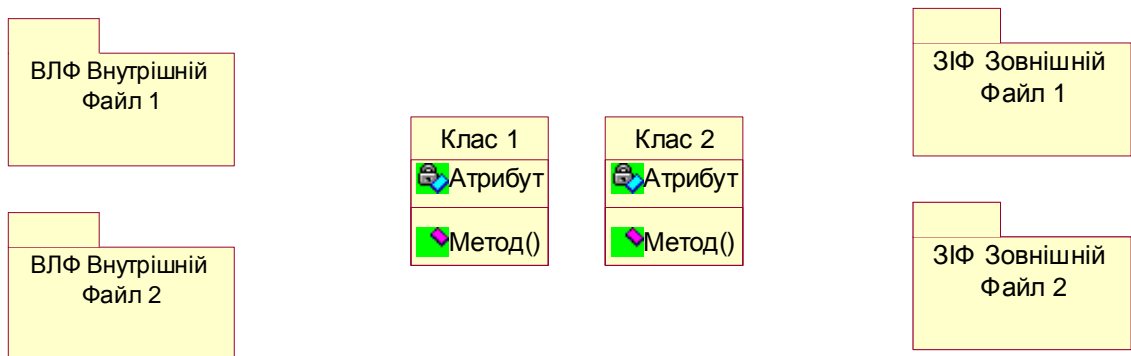 ВЛФ Внутрішній
Файл 1
ЗІФ Зовнішній
Файл 1
Клас 1
Атрибут
Метод()
Клас 2
Атрибут
Метод()
ВЛФ Внутрішній
Файл 2
ЗІФ Зовнішній
Файл 2